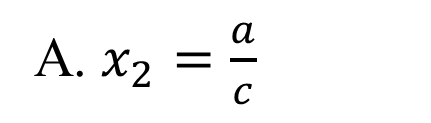 A. x₂ = a/c